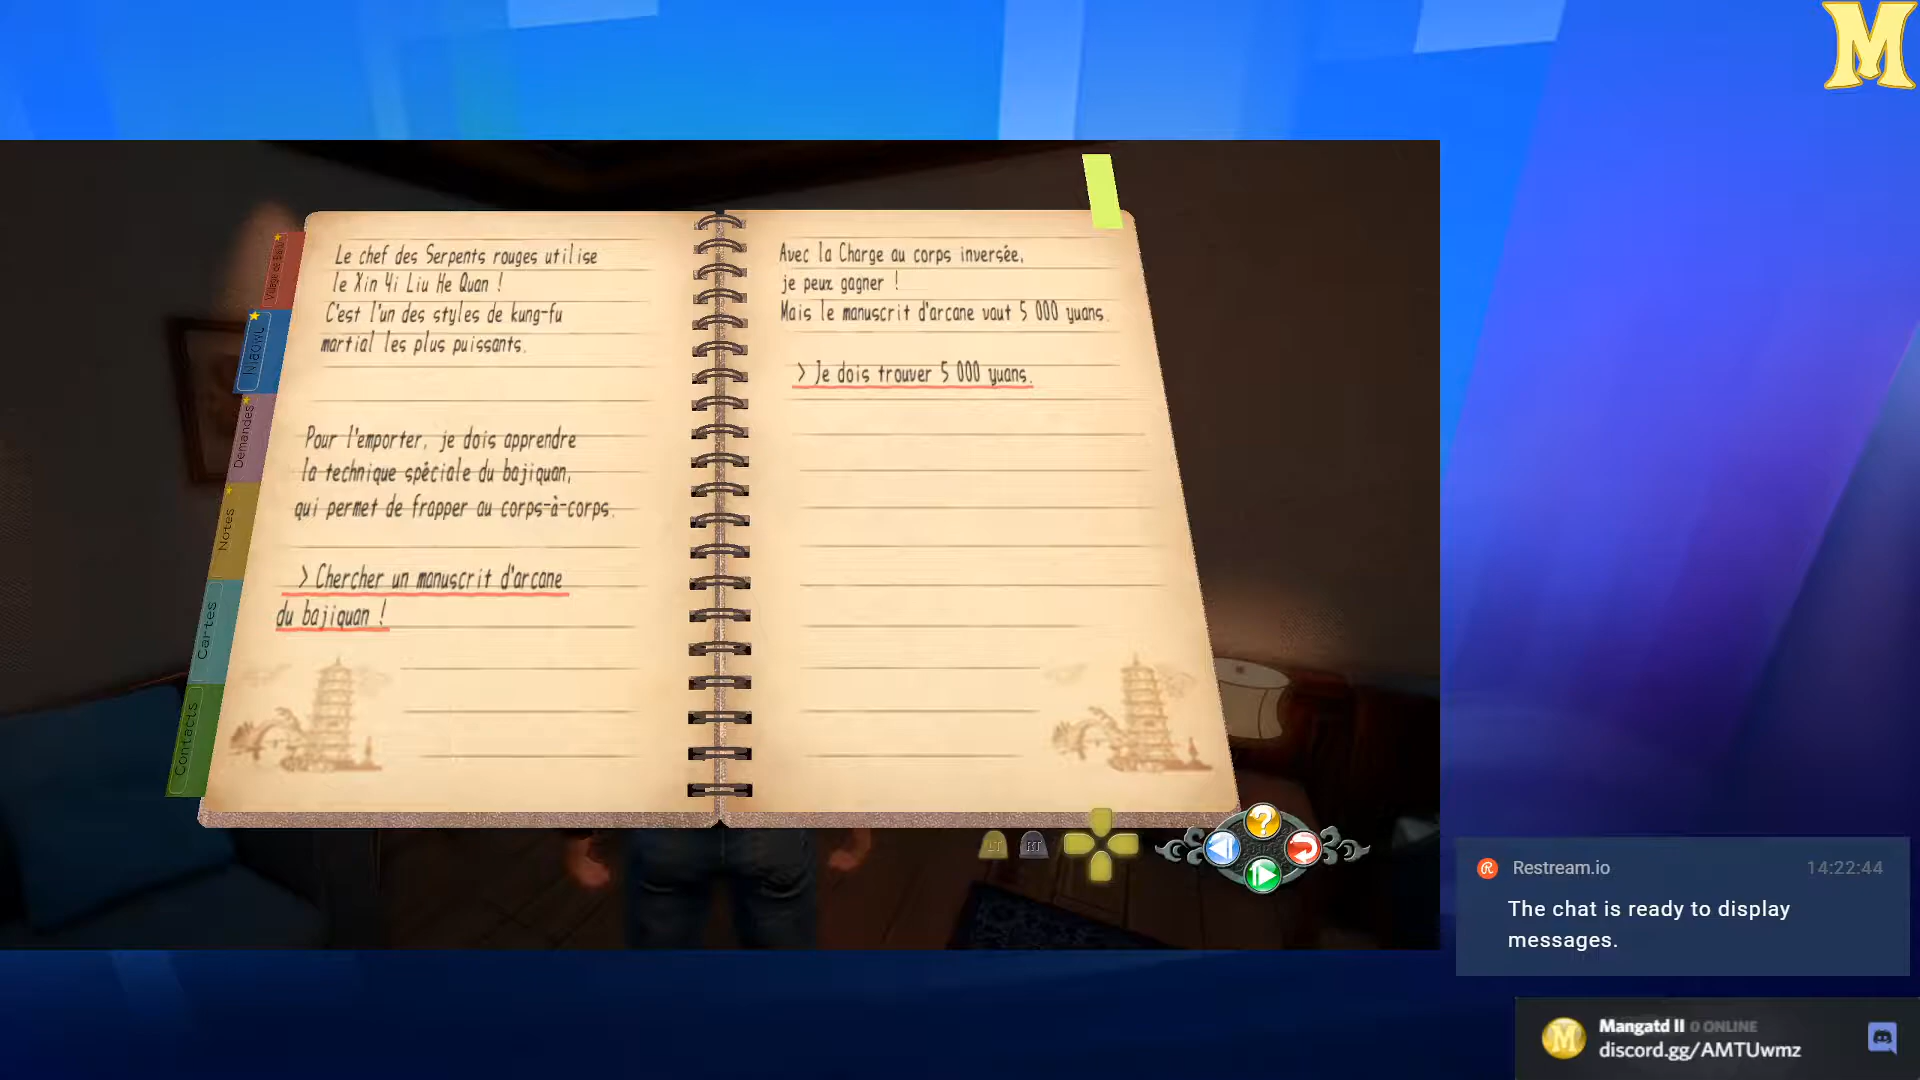 M
Le chef des Serpents rouges utilise
le Xin Yi Liu He Quan !
C'est l'un des styles de kung-fu
martial les plus puissants.
Pour l'emporter, je dois apprendre
la technique spéciale du bajiquan,
qui permet de frapper au corps-à-corps.
> Chercher un manuscrit d'arcane
du bajiquan !
Avec la Charge au corps inversée,
je peux gagner !
Mais le manuscrit d'arcane vaut 5 000 yuans.
> Je dois trouver 5 000 yuans.
Niaowu
Demandes
Notes
Cartes
Contacts
LT RT
?
Restream.io 14:22:44
The chat is ready to display
messages.
M
Mangatd II 0 ONLINE
discord.gg/AMTUwmz